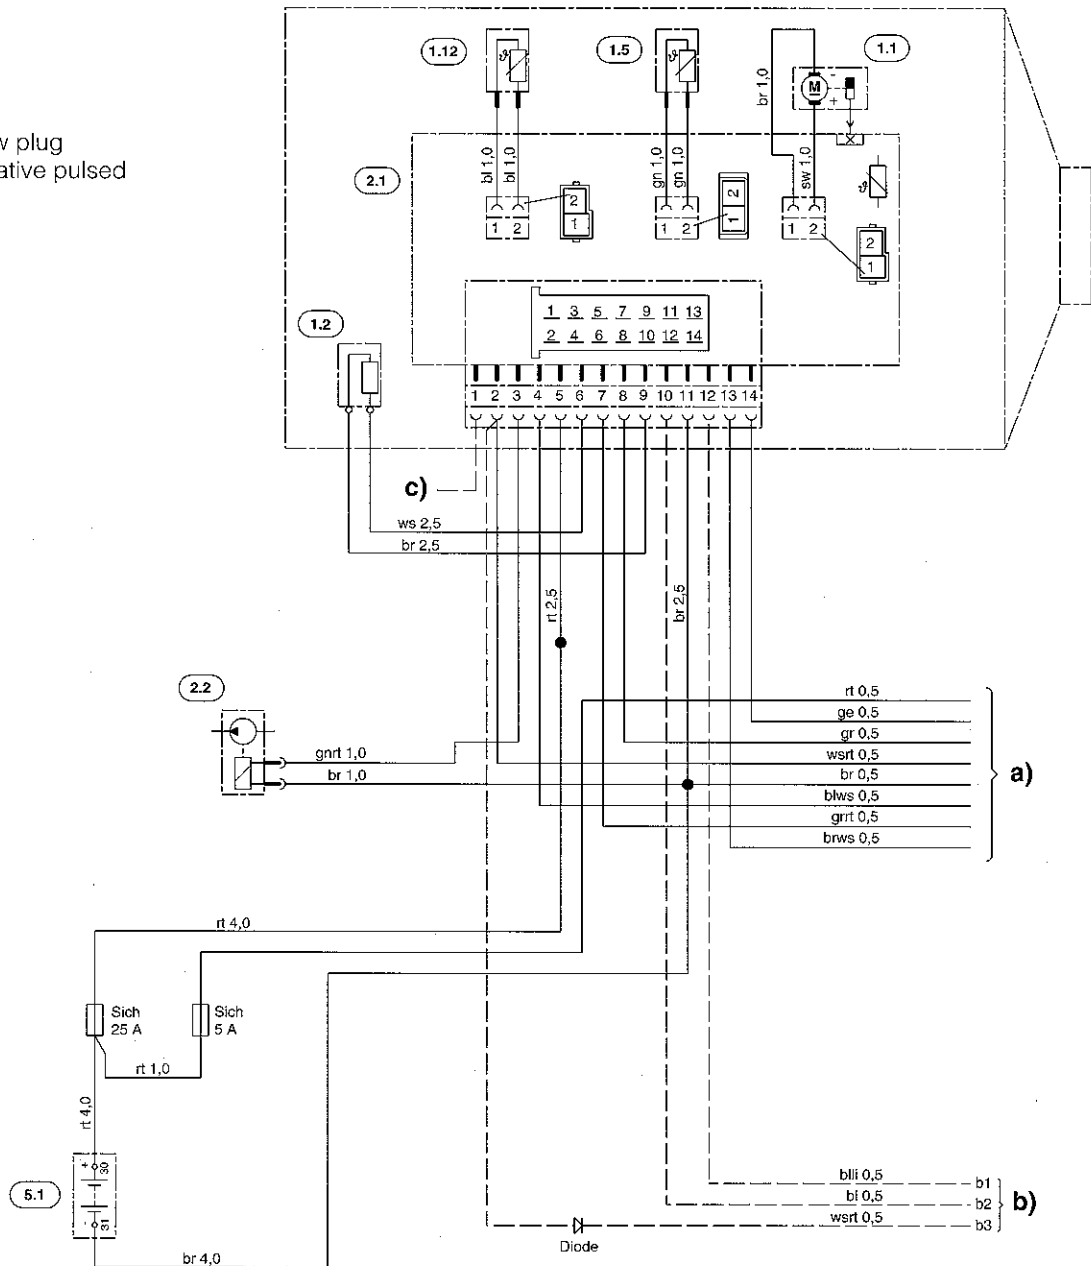 1.12
1.5
1.1
br 1,0
- 
M
+
w plug
ative pulsed
2.1
bl 1,0
bl 1,0
gn 1,0
gn 1,0
sw 1,0
ϑ
ϑ
ϑ
2
1
2
1
1 2
1 2
1 2
2
1
1.2
1 3 5 7 9 11 13
2 4 6 8 10 12 14
1 2 3 4 5 6 7 8 9 10 11 12 13 14
c)
ws 2,5
br 2,5
rt 2,5
br 2,5
2.2
rt 0,5
ge 0,5
gr 0,5
gnrt 1,0
wsrt 0,5
br 1,0
br 0,5
a)
blws 0,5
grrt 0,5
brws 0,5
rt 4,0
Sich
25 A
Sich
5 A
rt 1,0
rt 4,0
+ 30
5.1
- 31
blli 0,5
b1
bl 0,5
b2
b)
wsrt 0,5
b3
Diode
br 4,0